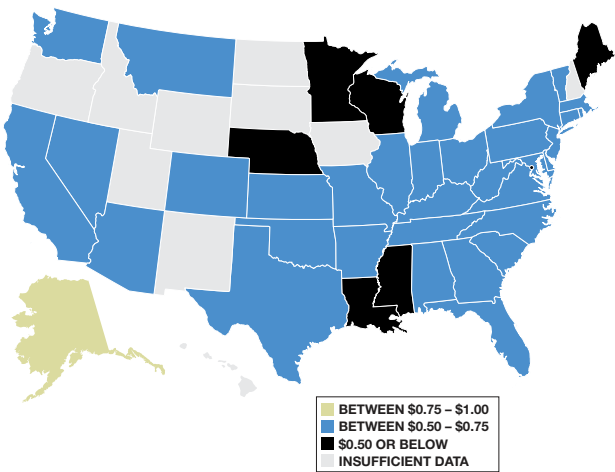 BETWEEN $0.75 – $1.00
BETWEEN $0.50 – $0.75
$0.50 OR BELOW
INSUFFICIENT DATA